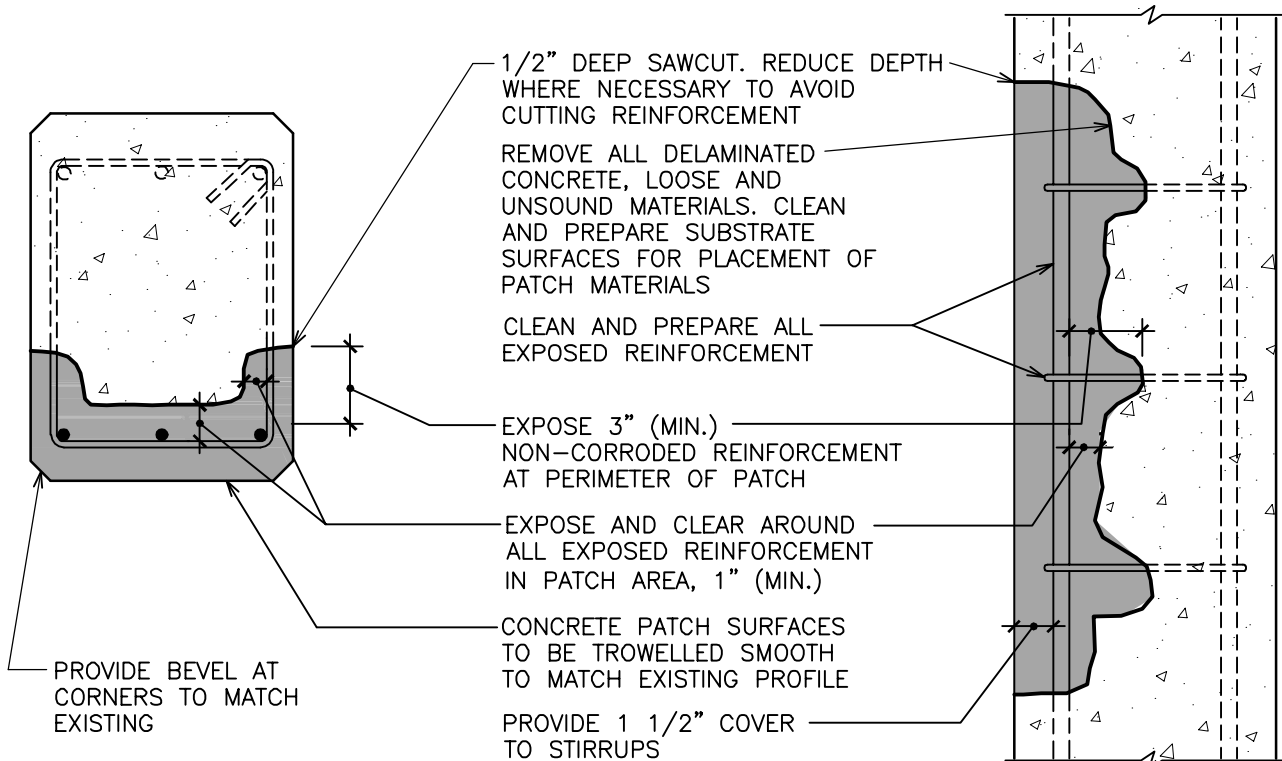 1/2” DEEP SAWCUT. REDUCE DEPTH
WHERE NECESSARY TO AVOID
CUTTING REINFORCEMENT
REMOVE ALL DELAMINATED
CONCRETE, LOOSE AND
UNSOUND MATERIALS. CLEAN
AND PREPARE SUBSTRATE
SURFACES FOR PLACEMENT OF
PATCH MATERIALS
CLEAN AND PREPARE ALL
EXPOSED REINFORCEMENT
EXPOSE 3” (MIN.)
NON-CORRODED REINFORCEMENT
AT PERIMETER OF PATCH
EXPOSE AND CLEAR AROUND
ALL EXPOSED REINFORCEMENT
IN PATCH AREA, 1” (MIN.)
CONCRETE PATCH SURFACES
TO BE TROWELLED SMOOTH
TO MATCH EXISTING PROFILE
PROVIDE BEVEL AT
CORNERS TO MATCH
EXISTING
PROVIDE 1 1/2” COVER
TO STIRRUPS